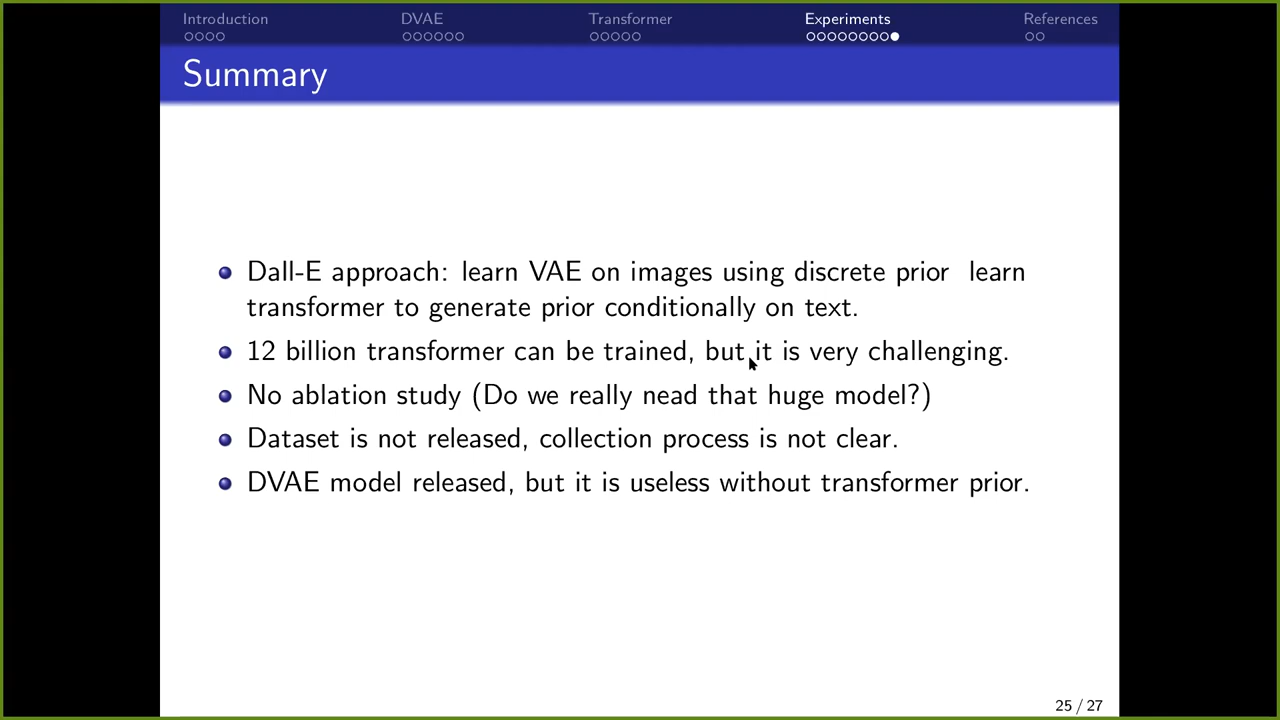 Introduction DVAE Transformer Experiments References
Summary
Dall-E approach: learn VAE on images using discrete prior learn
transformer to generate prior conditionally on text.
12 billion transformer can be trained, but it is very challenging.
No ablation study (Do we really nead that huge model?)
Dataset is not released, collection process is not clear.
DVAE model released, but it is useless without transformer prior.
25 / 27